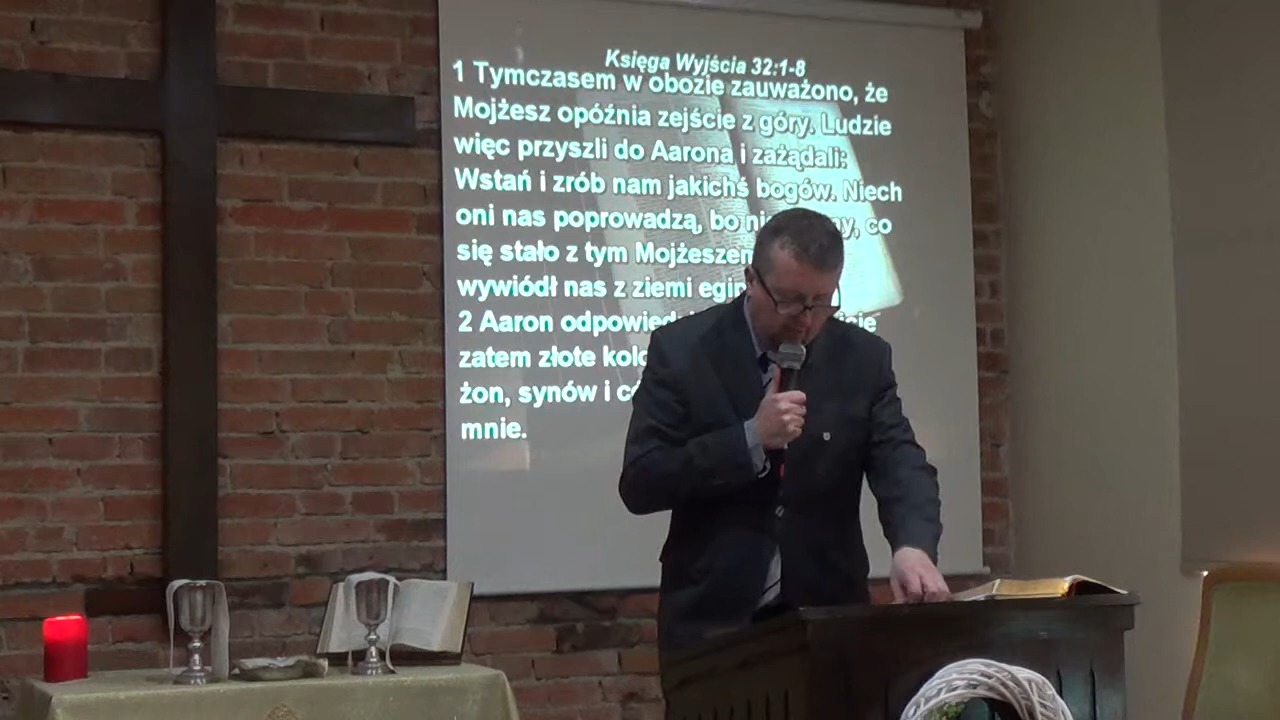 Księga Wyjścia 32:1-8
1 Tymczasem w obozie zauważono, że
Mojżesz opóźnia zejście z góry. Ludzie
więc przyszli do Aarona i zażądali:
Wstań i zrób nam jakichś bogów. Niech
oni nas poprowadzą, bo co
się stało z tym
wywiódł nas z ziemi
2 Aaron
zatem złote
żon, synów i
mnie.